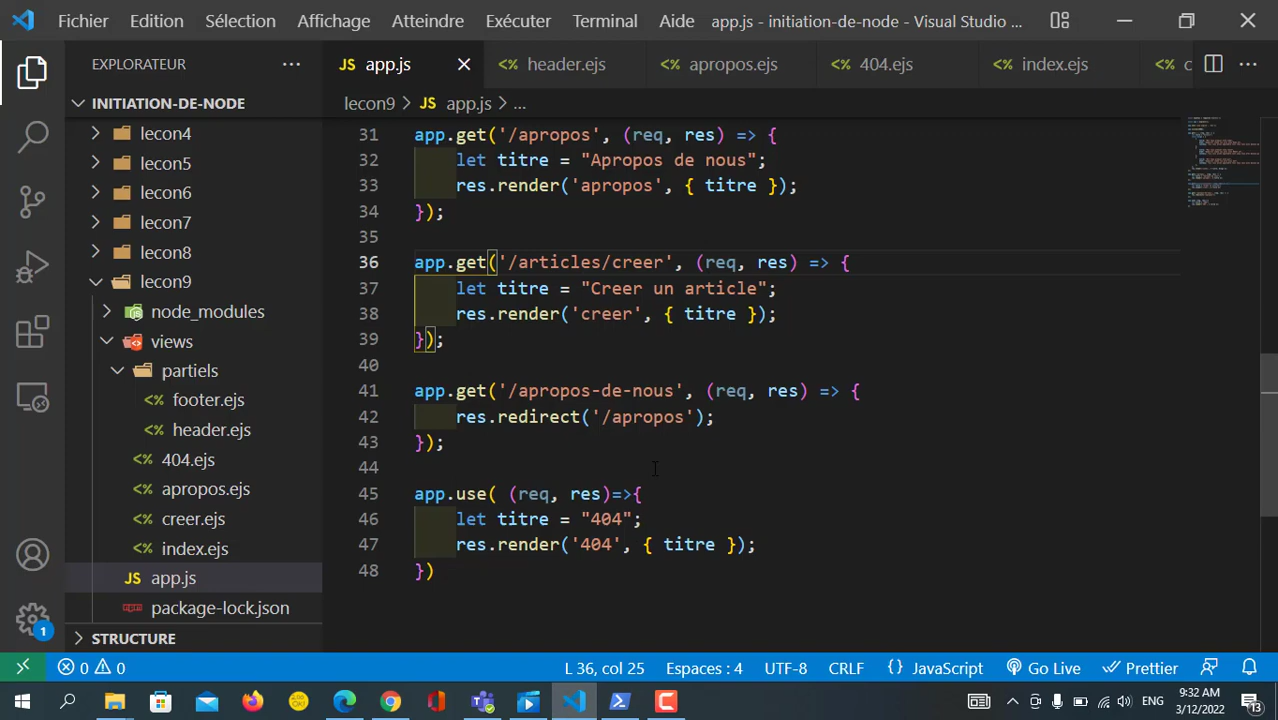 Fichier Edition Sélection Affichage Atteindre Exécuter Terminal Aide app.js - initiation-de-node - Visual Studio ...
EXPLORATEUR
JS app.js
<% header.ejs
<% apropos.ejs
<% 404.ejs
<% index.ejs
<% c
INITIATION-DE-NODE
lecon4
lecon5
lecon6
lecon7
lecon8
lecon9
node_modules
views
partiels
<% footer.ejs
<% header.ejs
<% 404.ejs
<% apropos.ejs
<% creer.ejs
<% index.ejs
JS app.js
package-lock.json
STRUCTURE
1
lecon9 > JS app.js > ...
31 app.get('/apropos', (req, res) => {
32 let titre = "Apropos de nous";
33 res.render('apropos', { titre });
34 });
35
36 app.get('/articles/creer', (req, res) => {
37 let titre = "Creer un article";
38 res.render('creer', { titre });
39 });
40
41 app.get('/apropos-de-nous', (req, res) => {
42 res.redirect('/apropos');
43 });
44
45 app.use( (req, res)=>{
46 let titre = "404";
47 res.render('404', { titre });
48 })
0 0 L 36, col 25 Espaces : 4 UTF-8 CRLF {} JavaScript Go Live Prettier
ENG
9:32 AM
3/12/2022
13